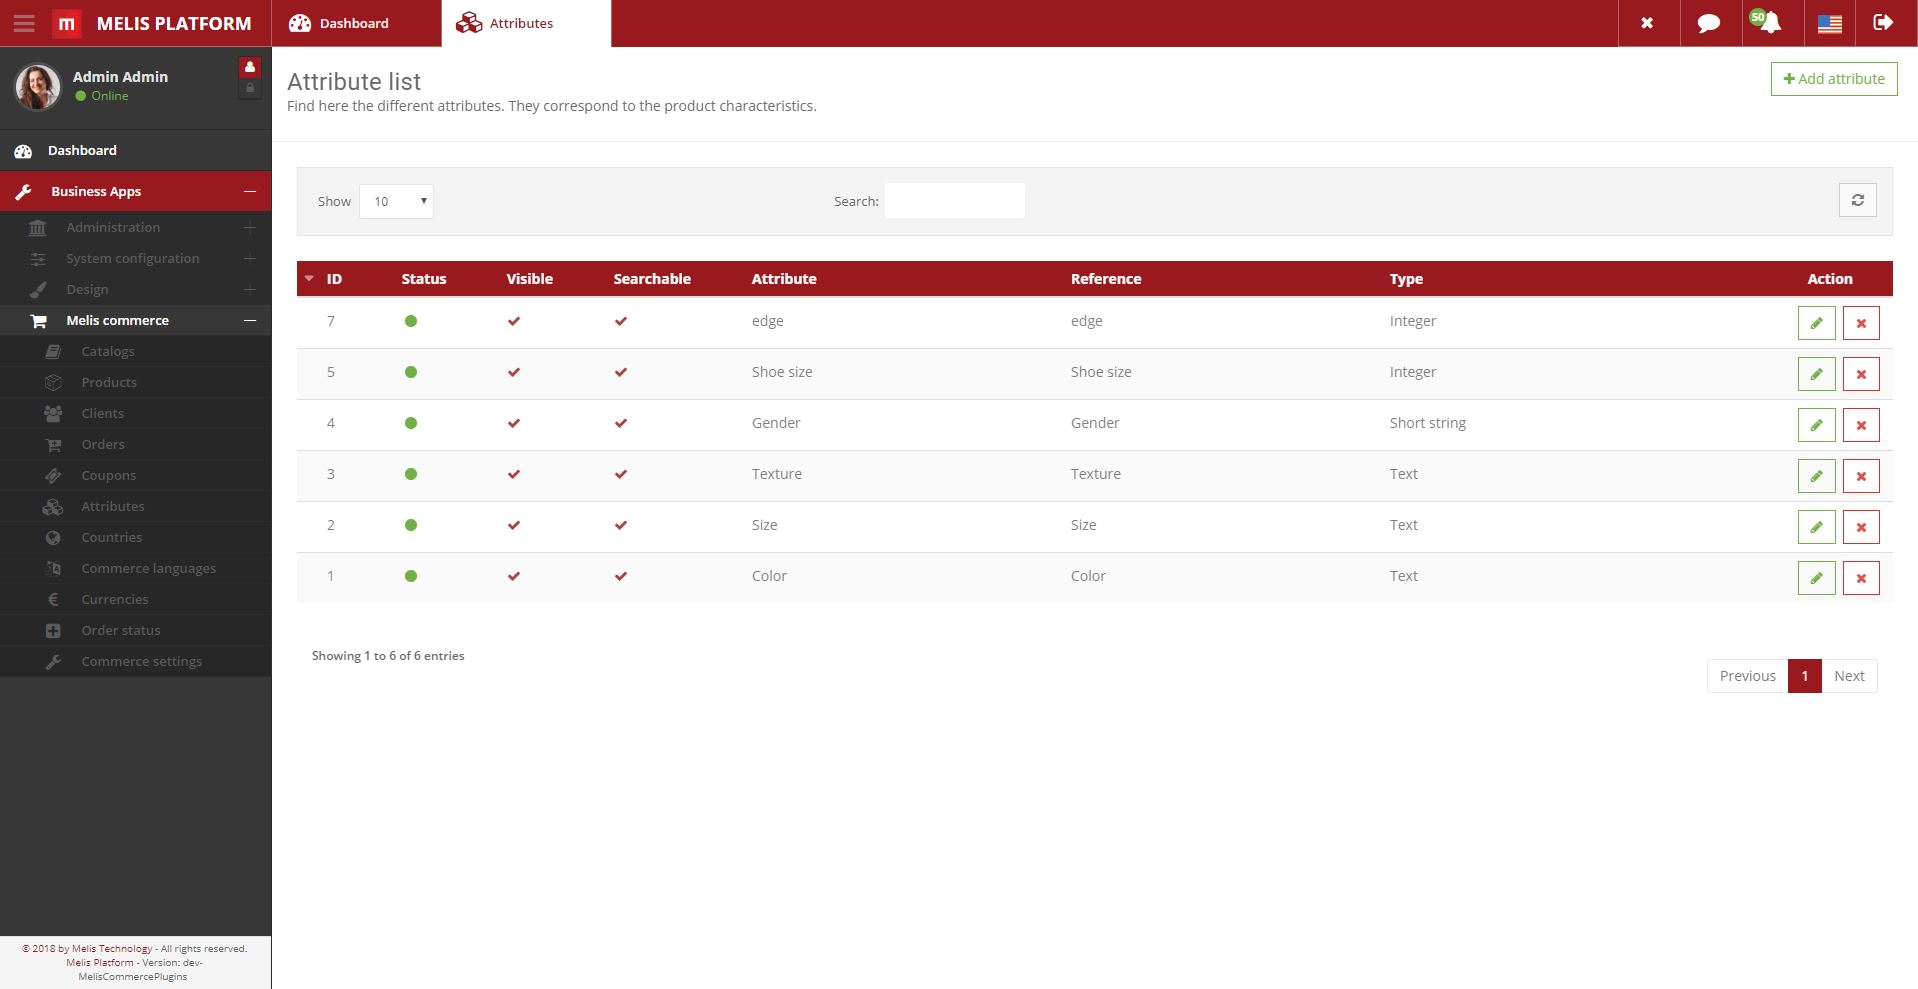 m MELIS PLATFORM
Dashboard
Attributes
50
Admin Admin
Online
Dashboard
Business Apps
Administration
System configuration
Design
Melis commerce
Catalogs
Products
Clients
Orders
Coupons
Attributes
Countries
Commerce languages
Currencies
Order status
Commerce settings
© 2018 by Melis Technology - All rights reserved.
Melis Platform - Version: dev-
MelisCommercePlugins
Attribute list
Find here the different attributes. They correspond to the product characteristics.
Add attribute
Show 10 Search:
ID Status Visible Searchable Attribute Reference Type Action
7 edge edge Integer
5 Shoe size Shoe size Integer
4 Gender Gender Short string
3 Texture Texture Text
2 Size Size Text
1 Color Color Text
Showing 1 to 6 of 6 entries
Previous 1 Next